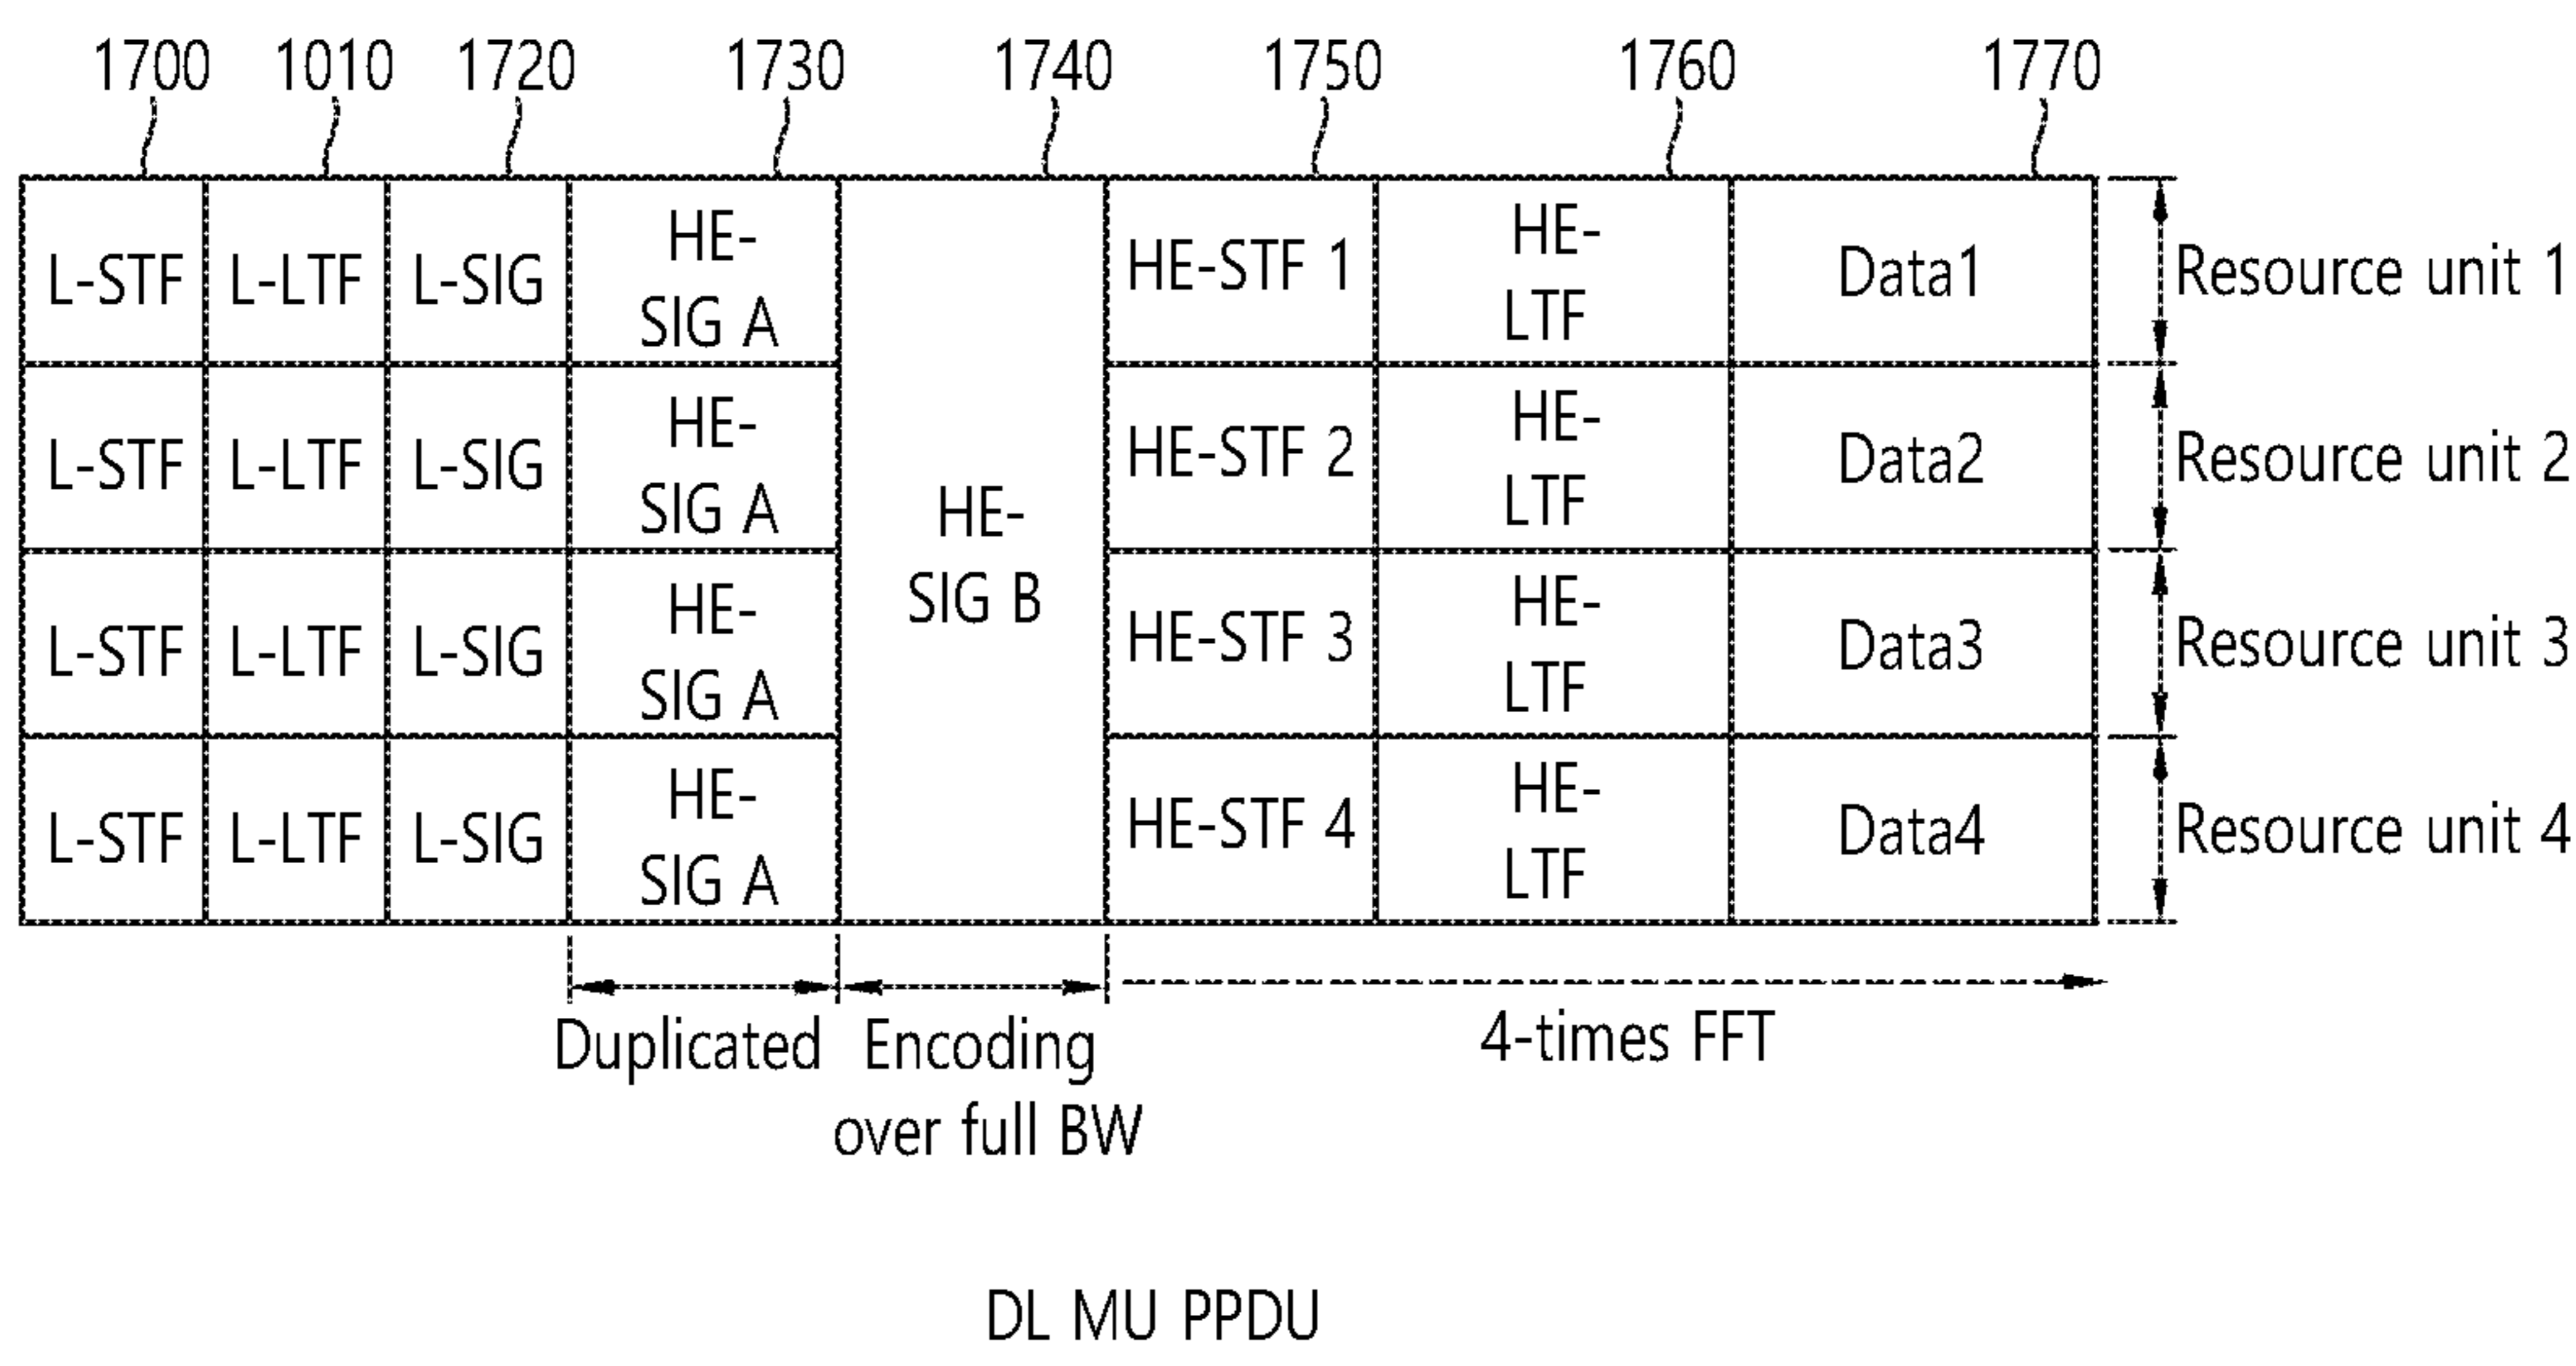 1700 1010 1720 1730 1740 1750 1760 1770
L-STF L-LTF L-SIG HE-SIG A HE-STF 1 HE-LTF Data1 Resource unit 1
L-STF L-LTF L-SIG HE-SIG A HE-STF 2 HE-LTF Data2 Resource unit 2
HE-SIG B
L-STF L-LTF L-SIG HE-SIG A HE-STF 3 HE-LTF Data3 Resource unit 3
L-STF L-LTF L-SIG HE-SIG A HE-STF 4 HE-LTF Data4 Resource unit 4
Duplicated
Encoding
over full BW
4-times FFT
DL MU PPDU